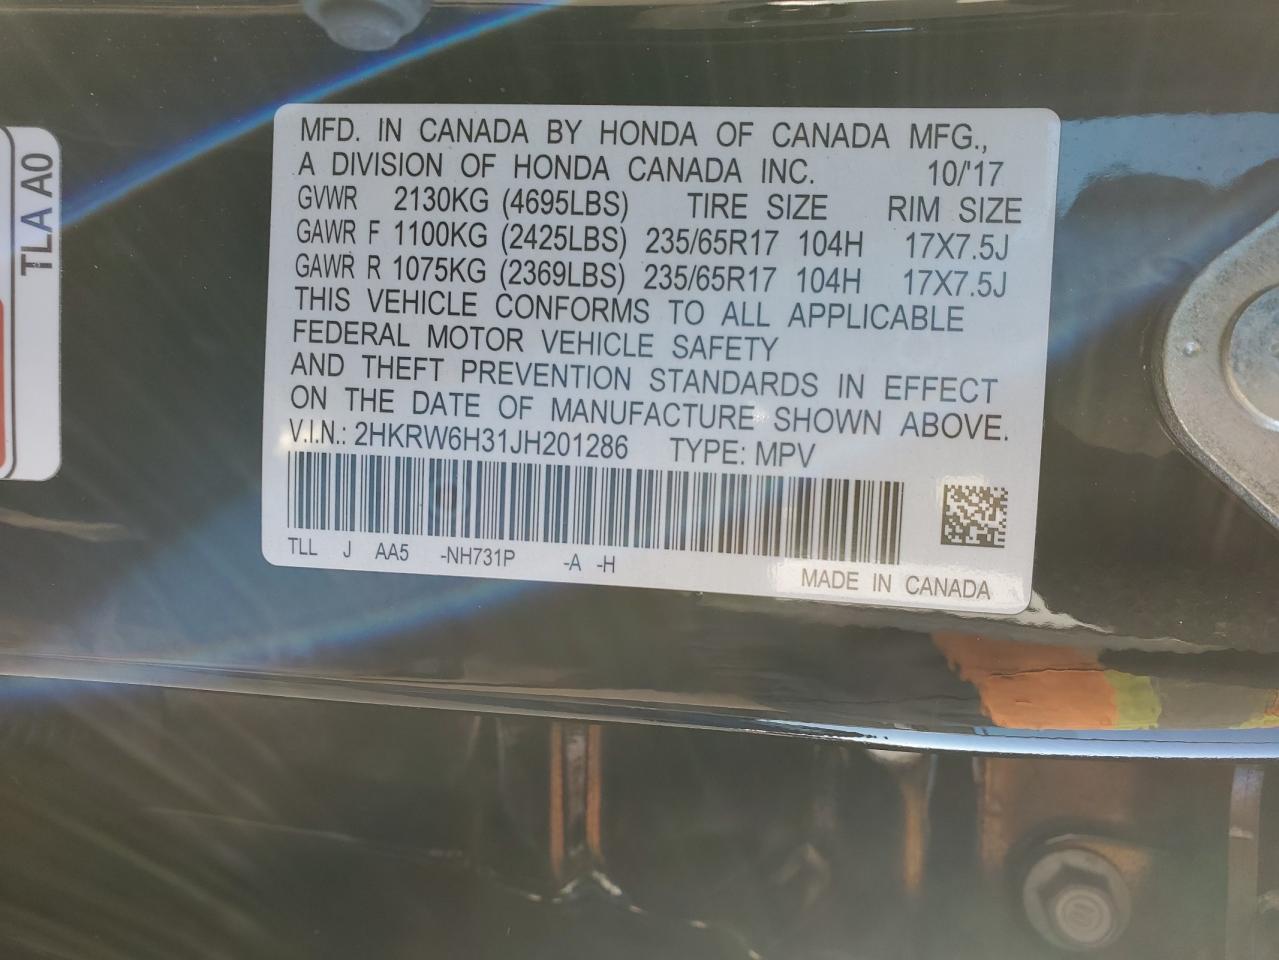 TLA A0
MFD. IN CANADA BY HONDA OF CANADA MFG.,
A DIVISION OF HONDA CANADA INC. 10/'17
GVWR 2130KG (4695LBS) TIRE SIZE RIM SIZE
GAWR F 1100KG (2425LBS) 235/65R17 104H 17X7.5J
GAWR R 1075KG (2369LBS) 235/65R17 104H 17X7.5J
THIS VEHICLE CONFORMS TO ALL APPLICABLE
FEDERAL MOTOR VEHICLE SAFETY
AND THEFT PREVENTION STANDARDS IN EFFECT
ON THE DATE OF MANUFACTURE SHOWN ABOVE.
V.I.N.: 2HKRW6H31JH201286 TYPE: MPV
TLL J AA5 -NH731P -A -H
MADE IN CANADA